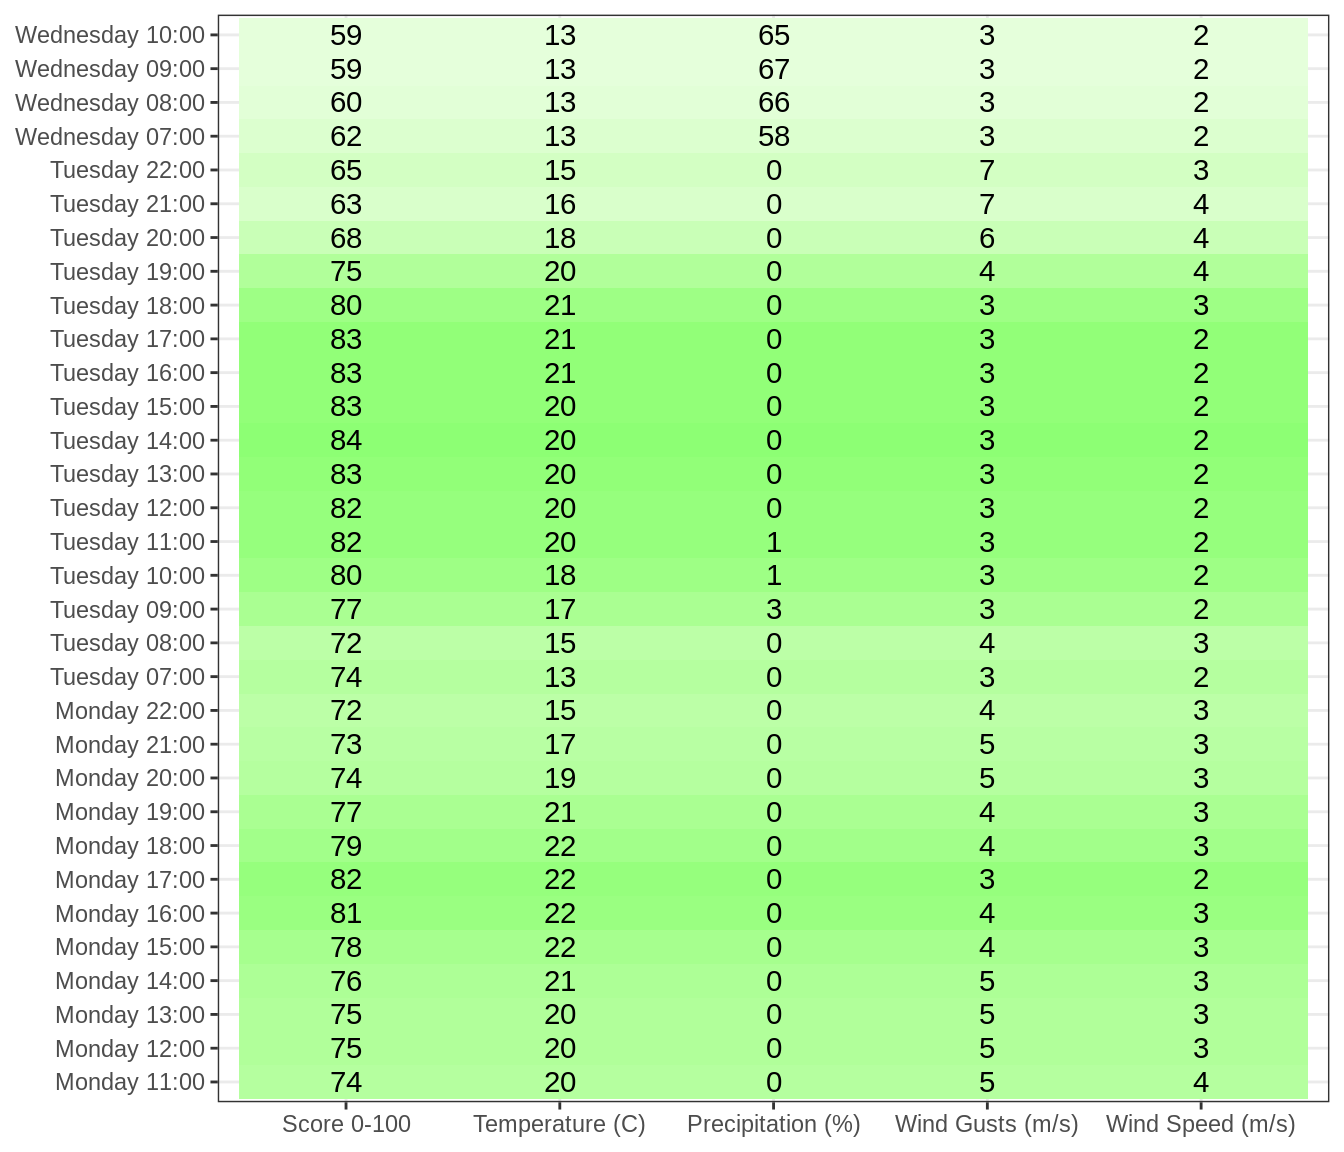 Wednesday 10:00 59 13 65 3 2
Wednesday 09:00 59 13 67 3 2
Wednesday 08:00 60 13 66 3 2
Wednesday 07:00 62 13 58 3 2
Tuesday 22:00 65 15 0 7 3
Tuesday 21:00 63 16 0 7 4
Tuesday 20:00 68 18 0 6 4
Tuesday 19:00 75 20 0 4 4
Tuesday 18:00 80 21 0 3 3
Tuesday 17:00 83 21 0 3 2
Tuesday 16:00 83 21 0 3 2
Tuesday 15:00 83 20 0 3 2
Tuesday 14:00 84 20 0 3 2
Tuesday 13:00 83 20 0 3 2
Tuesday 12:00 82 20 0 3 2
Tuesday 11:00 82 20 1 3 2
Tuesday 10:00 80 18 1 3 2
Tuesday 09:00 77 17 3 3 2
Tuesday 08:00 72 15 0 4 3
Tuesday 07:00 74 13 0 3 2
Monday 22:00 72 15 0 4 3
Monday 21:00 73 17 0 5 3
Monday 20:00 74 19 0 5 3
Monday 19:00 77 21 0 4 3
Monday 18:00 79 22 0 4 3
Monday 17:00 82 22 0 3 2
Monday 16:00 81 22 0 4 3
Monday 15:00 78 22 0 4 3
Monday 14:00 76 21 0 5 3
Monday 13:00 75 20 0 5 3
Monday 12:00 75 20 0 5 3
Monday 11:00 74 20 0 5 4
Score 0-100 Temperature (C) Precipitation (%) Wind Gusts (m/s) Wind Speed (m/s)